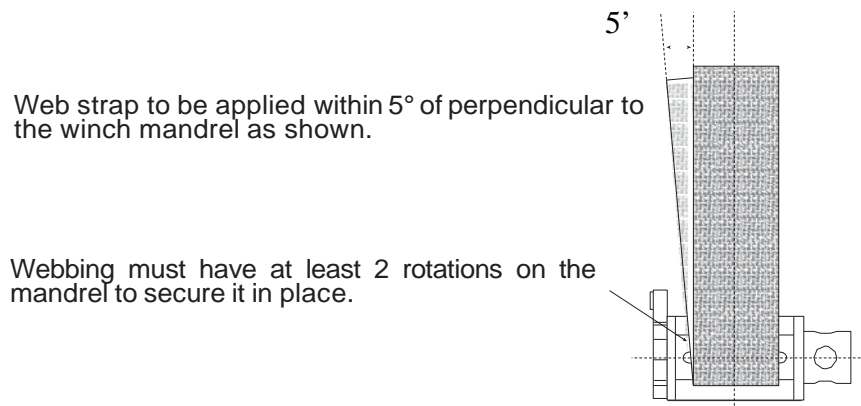 5’
Web strap to be applied within 5° of perpendicular to
the winch mandrel as shown.
Webbing must have at least 2 rotations on the
mandrel to secure it in place.